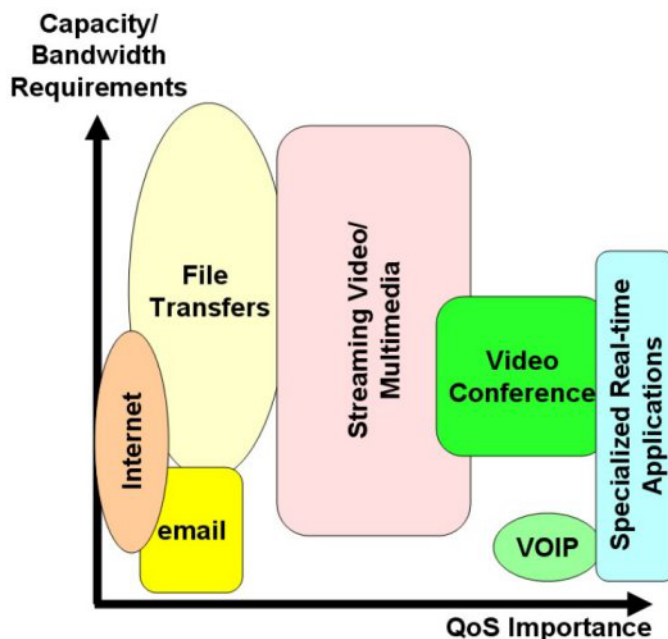 Capacity/
Bandwidth
Requirements
File
Transfers
Streaming Video/
Multimedia
Video
Conference
Specialized Real-time
Applications
Internet
email
VOIP
QoS Importance